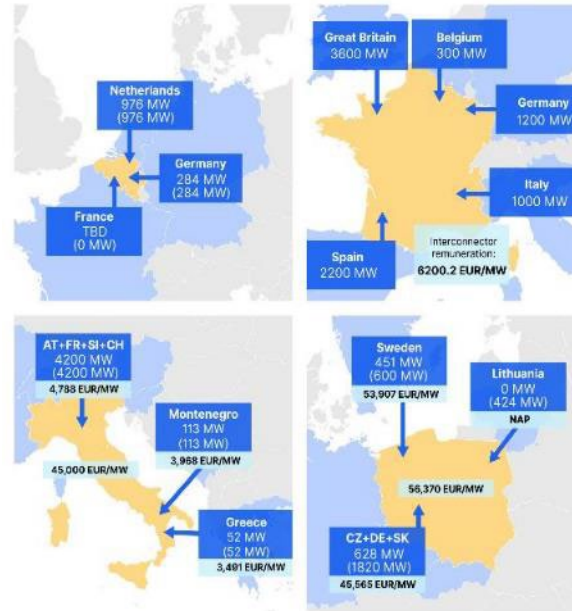 Netherlands
976 MW
(976 MW)
Germany
284 MW
(284 MW)
France
TBD
(0 MW)
Great Britain
3600 MW
Belgium
300 MW
Germany
1200 MW
Italy
1000 MW
Spain
2200 MW
Interconnector
remuneration:
6200.2 EUR/MW
AT+FR+SI+CH
4200 MW
(4200 MW)
4,788 EUR/MW
Montenegro
113 MW
(113 MW)
3,968 EUR/MW
45,000 EUR/MW
Greece
52 MW
(52 MW)
3,491 EUR/MW
Sweden
451 MW
(600 MW)
53,907 EUR/MW
Lithuania
0 MW
(424 MW)
NAP
56,370 EUR/MW
CZ+DE+SK
628 MW
(1820 MW)
45,565 EUR/MW